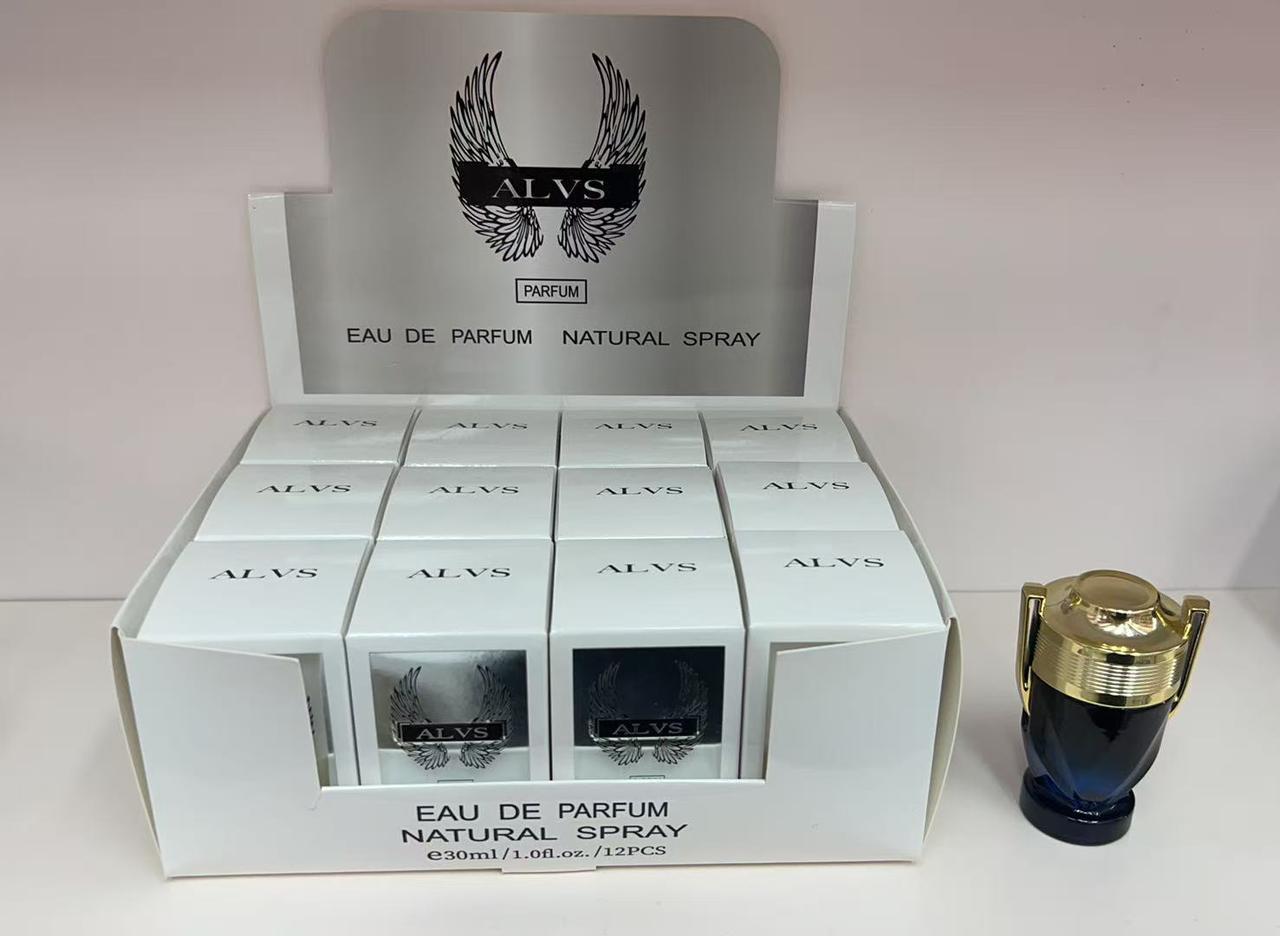 ALVS
PARFUM
EAU DE PARFUM NATURAL SPRAY
ALVS ALVS ALVS ALVS
ALVS ALVS ALVS ALVS
ALVS ALVS ALVS ALVS
ALVS ALVS
EAU DE PARFUM
NATURAL SPRAY
e30ml/1.0fl.oz./12PCS